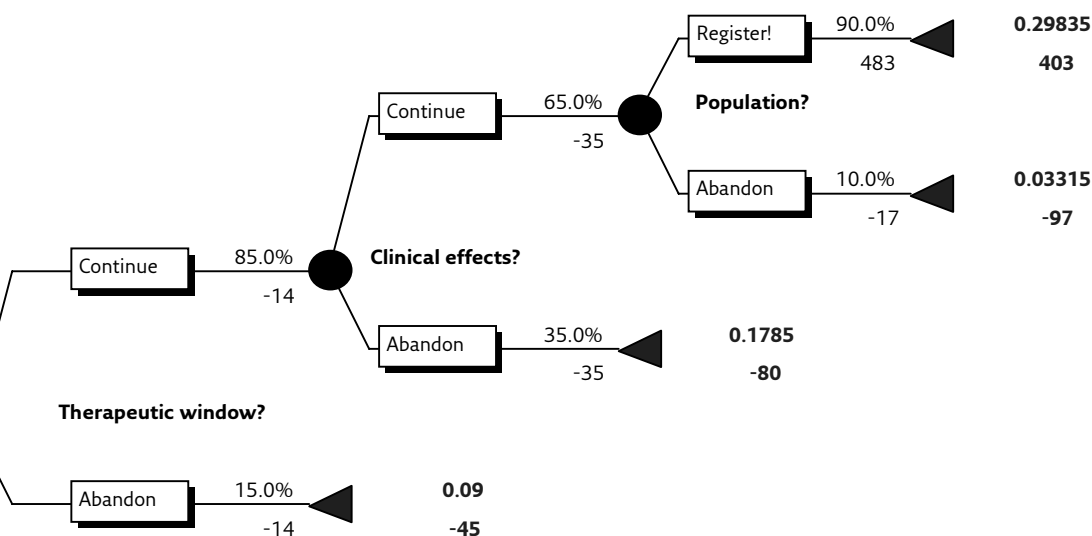 Register!
90.0%
0.29835
483
403
Continue
65.0%
Population?
-35
Abandon
10.0%
0.03315
-17
-97
Continue
85.0%
Clinical effects?
-14
Abandon
35.0%
0.1785
-35
-80
Therapeutic window?
Abandon
15.0%
0.09
-14
-45